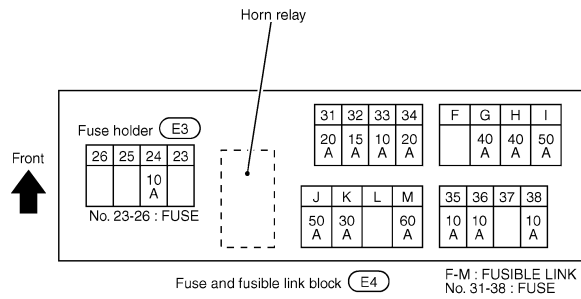 Horn relay
31 32 33 34
20 A 15 A 10 A 20 A
F G H I
40 A 40 A 50 A
Fuse holder E3
26 25 24 23
10 A
No. 23-26 : FUSE
Front
J K L M
50 A 30 A 60 A
35 36 37 38
10 A 10 A 10 A
Fuse and fusible link block E4
F-M : FUSIBLE LINK
No. 31-38 : FUSE